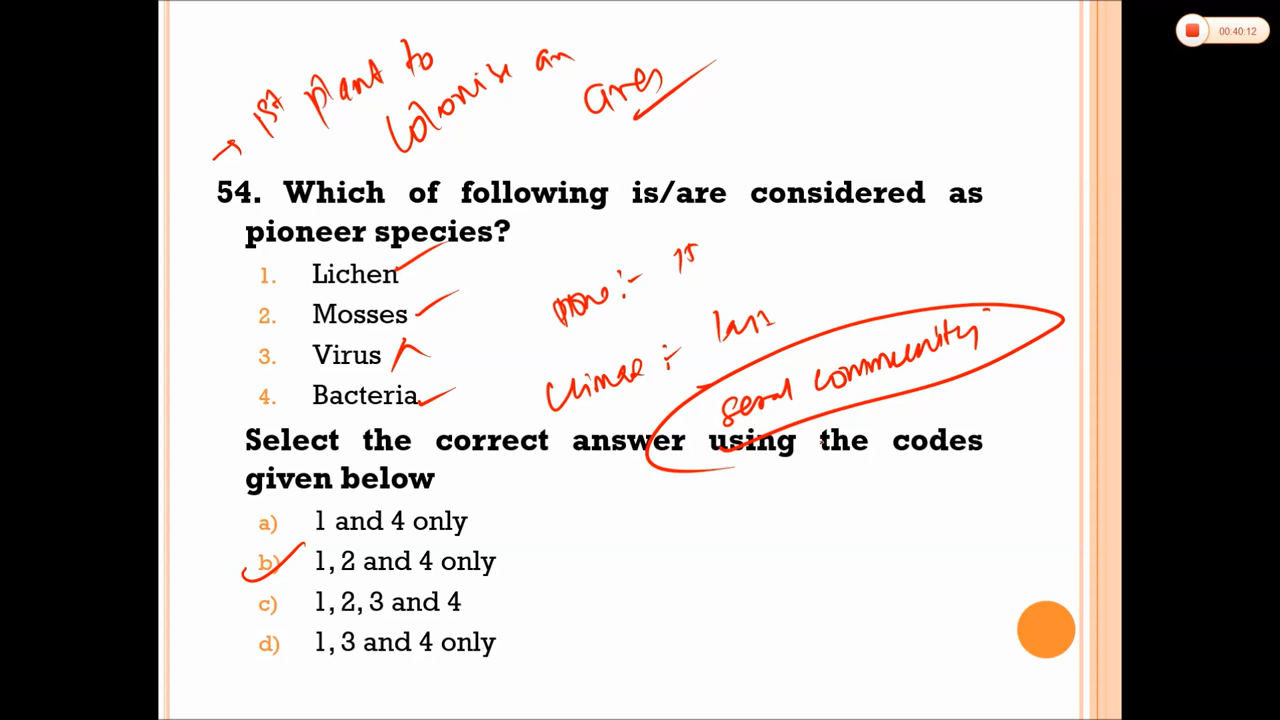 00:40:12
→ 1st plant to
colonise an
area
54. Which of following is/are considered as
pioneer species?
1. Lichen
2. Mosses
3. Virus
4. Bacteria
:- 1st
:- last
seral community
Select the correct answer using the codes
given below
a) 1 and 4 only
b) 1, 2 and 4 only
c) 1, 2, 3 and 4
d) 1, 3 and 4 only